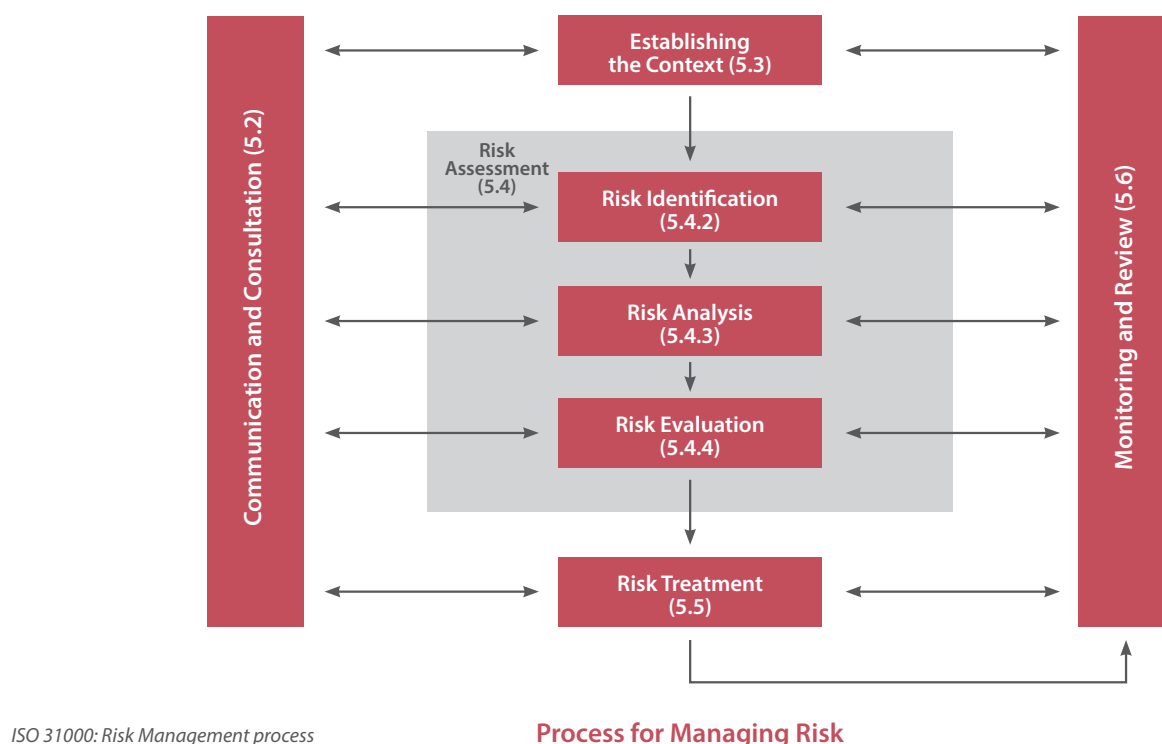 Communication and Consultation (5.2)
Establishing
the Context (5.3)
Risk
Assessment
(5.4)
Risk Identification
(5.4.2)
Risk Analysis
(5.4.3)
Risk Evaluation
(5.4.4)
Risk Treatment
(5.5)
Monitoring and Review (5.6)
ISO 31000: Risk Management process
Process for Managing Risk